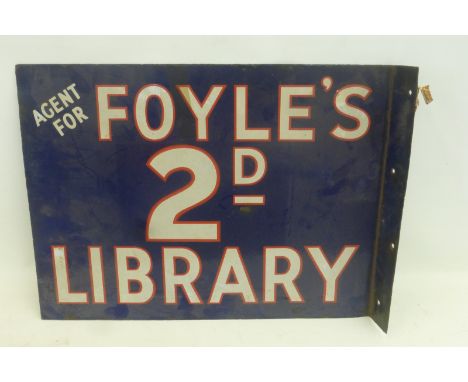 AGENT
FOR
FOYLE'S
2D
LIBRARY